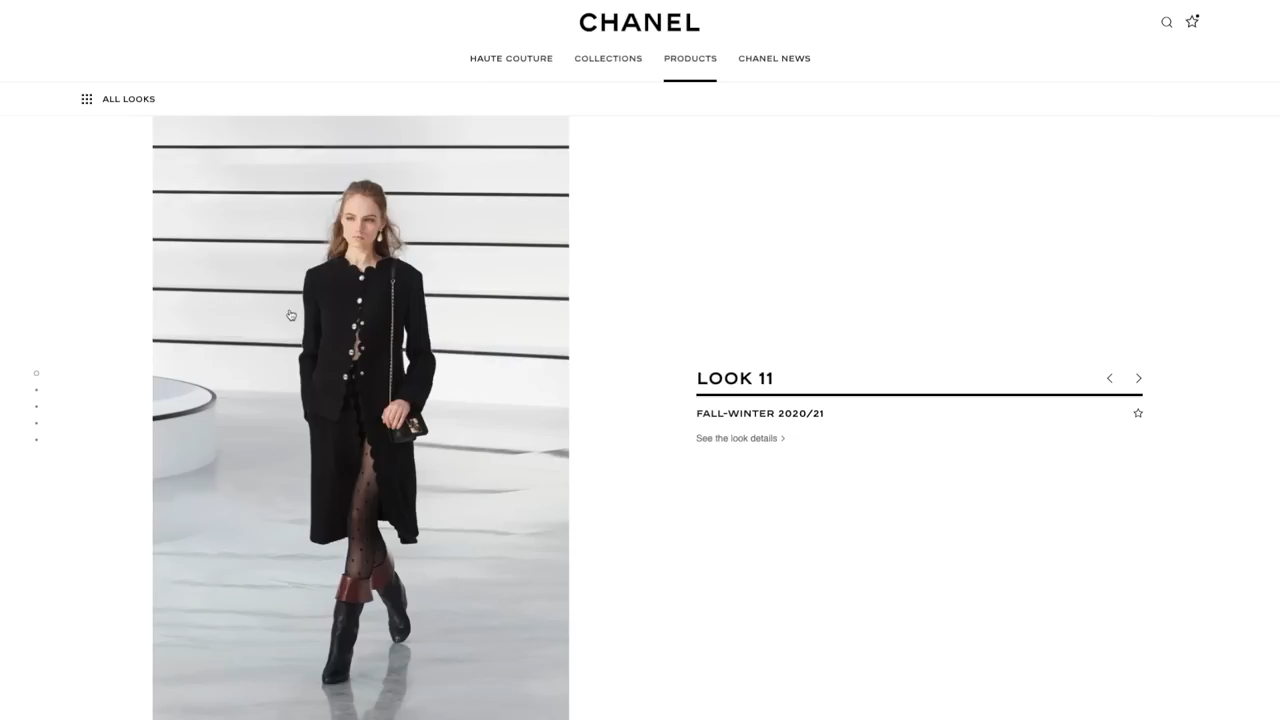 CHANEL
HAUTE COUTURE
COLLECTIONS
PRODUCTS
CHANEL NEWS
ALL LOOKS
LOOK 11
FALL-WINTER 2020/21
See the look details